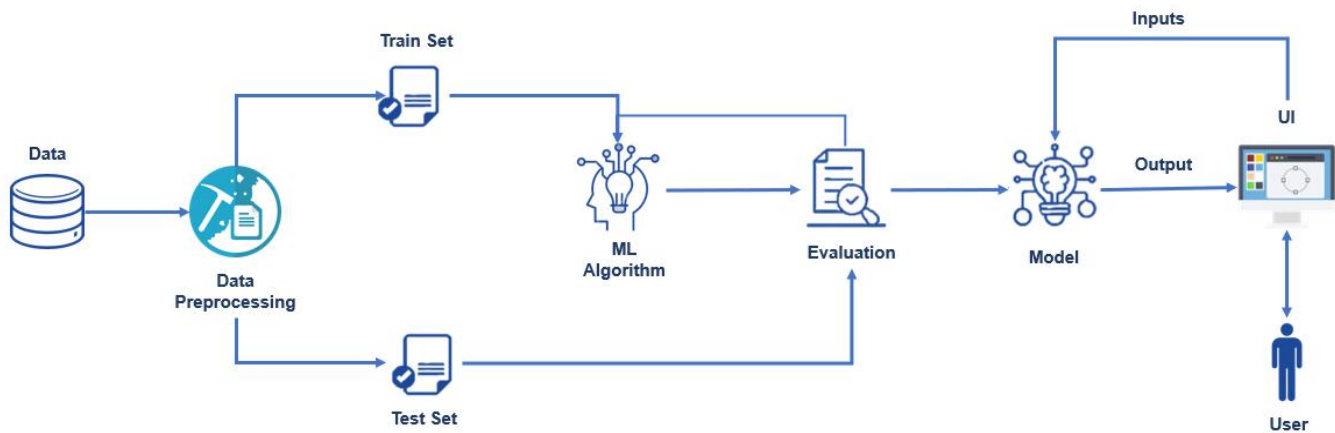 Inputs
Train Set
UI
Data
Output
ML
Algorithm
Evaluation
Model
Data
Preprocessing
Test Set
User